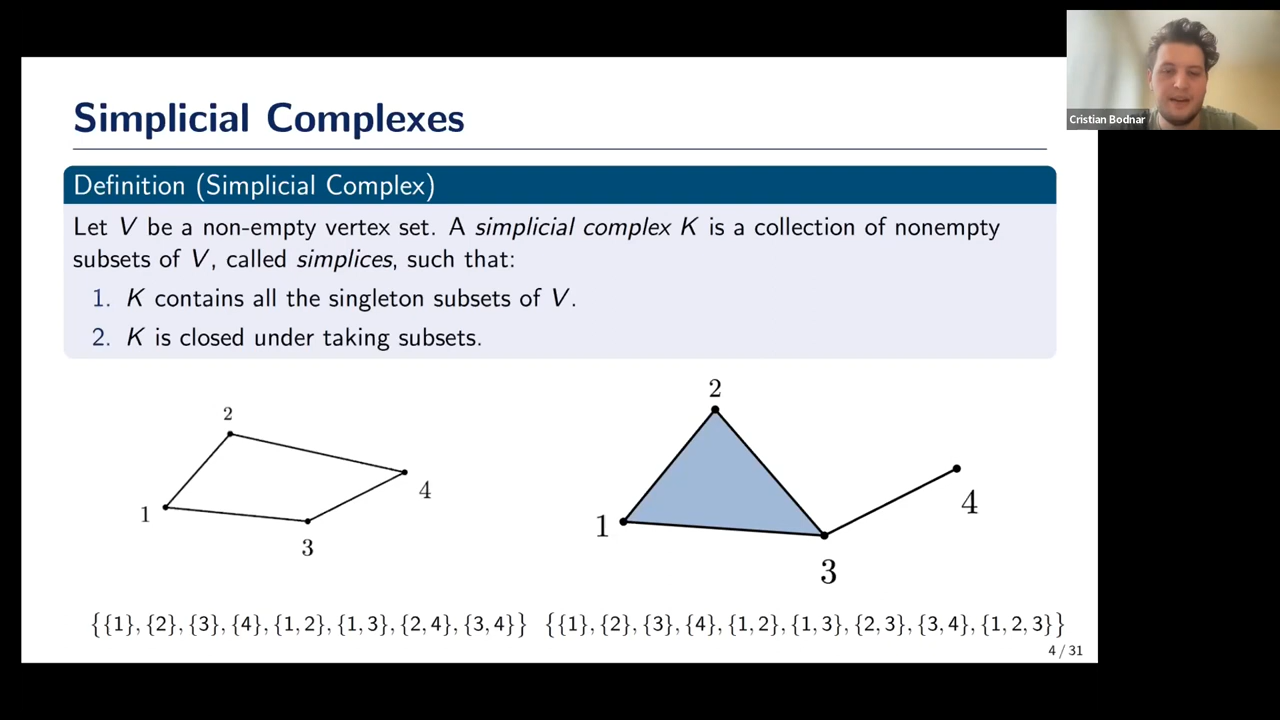 Cristian Bodnar
Simplicial Complexes
Definition (Simplicial Complex)
Let V be a non-empty vertex set. A simplicial complex K is a collection of nonempty
subsets of V, called simplices, such that:
1. K contains all the singleton subsets of V.
2. K is closed under taking subsets.
2
1
4
3
2
1
4
3
{{1}, {2}, {3}, {4}, {1, 2}, {1, 3}, {2, 4}, {3, 4}}
{{1}, {2}, {3}, {4}, {1, 2}, {1, 3}, {2, 3}, {3, 4}, {1, 2, 3}}
4 / 31